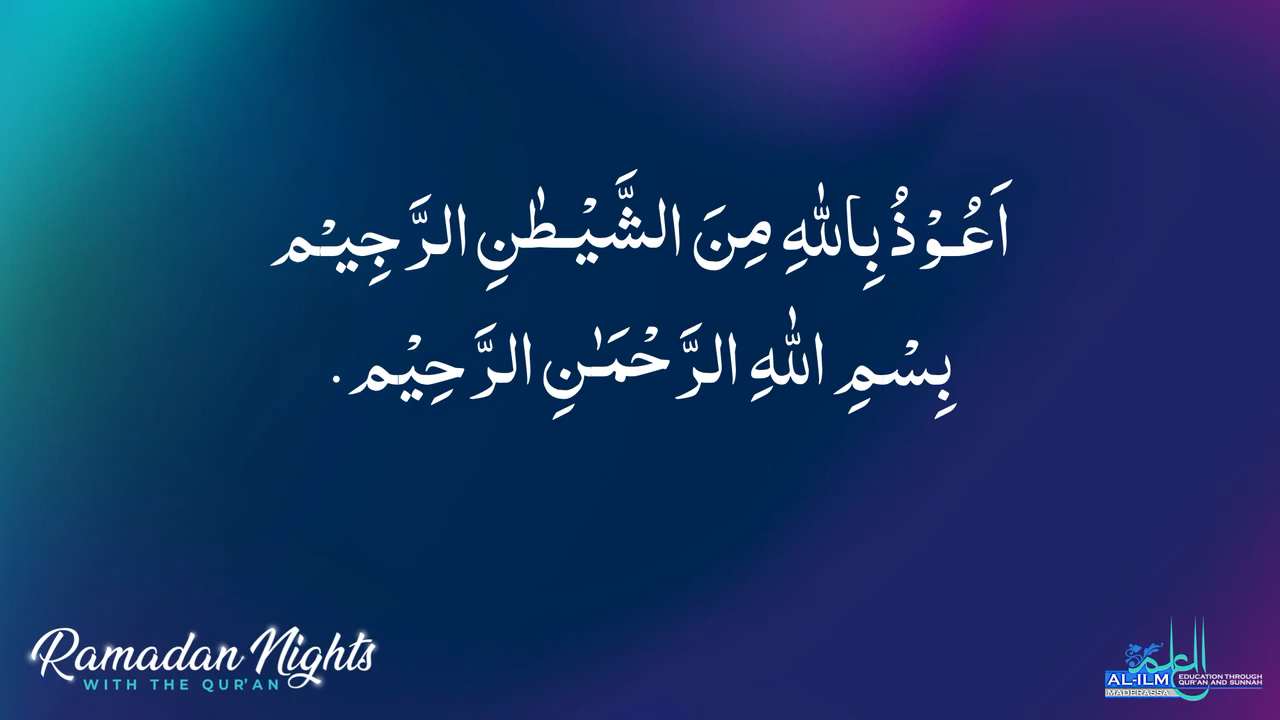 اَعُوْذُ بِاللّٰهِ مِنَ الشَّيْطٰنِ الرَّجِيْم
بِسْمِ اللّٰهِ الرَّحْمَـٰنِ الرَّحِيْم .
Ramadan Nights
WITH THE QUR'AN
العلم
AL-ILM
MADERASSA
EDUCATION THROUGH
QUR'AN AND SUNNAH